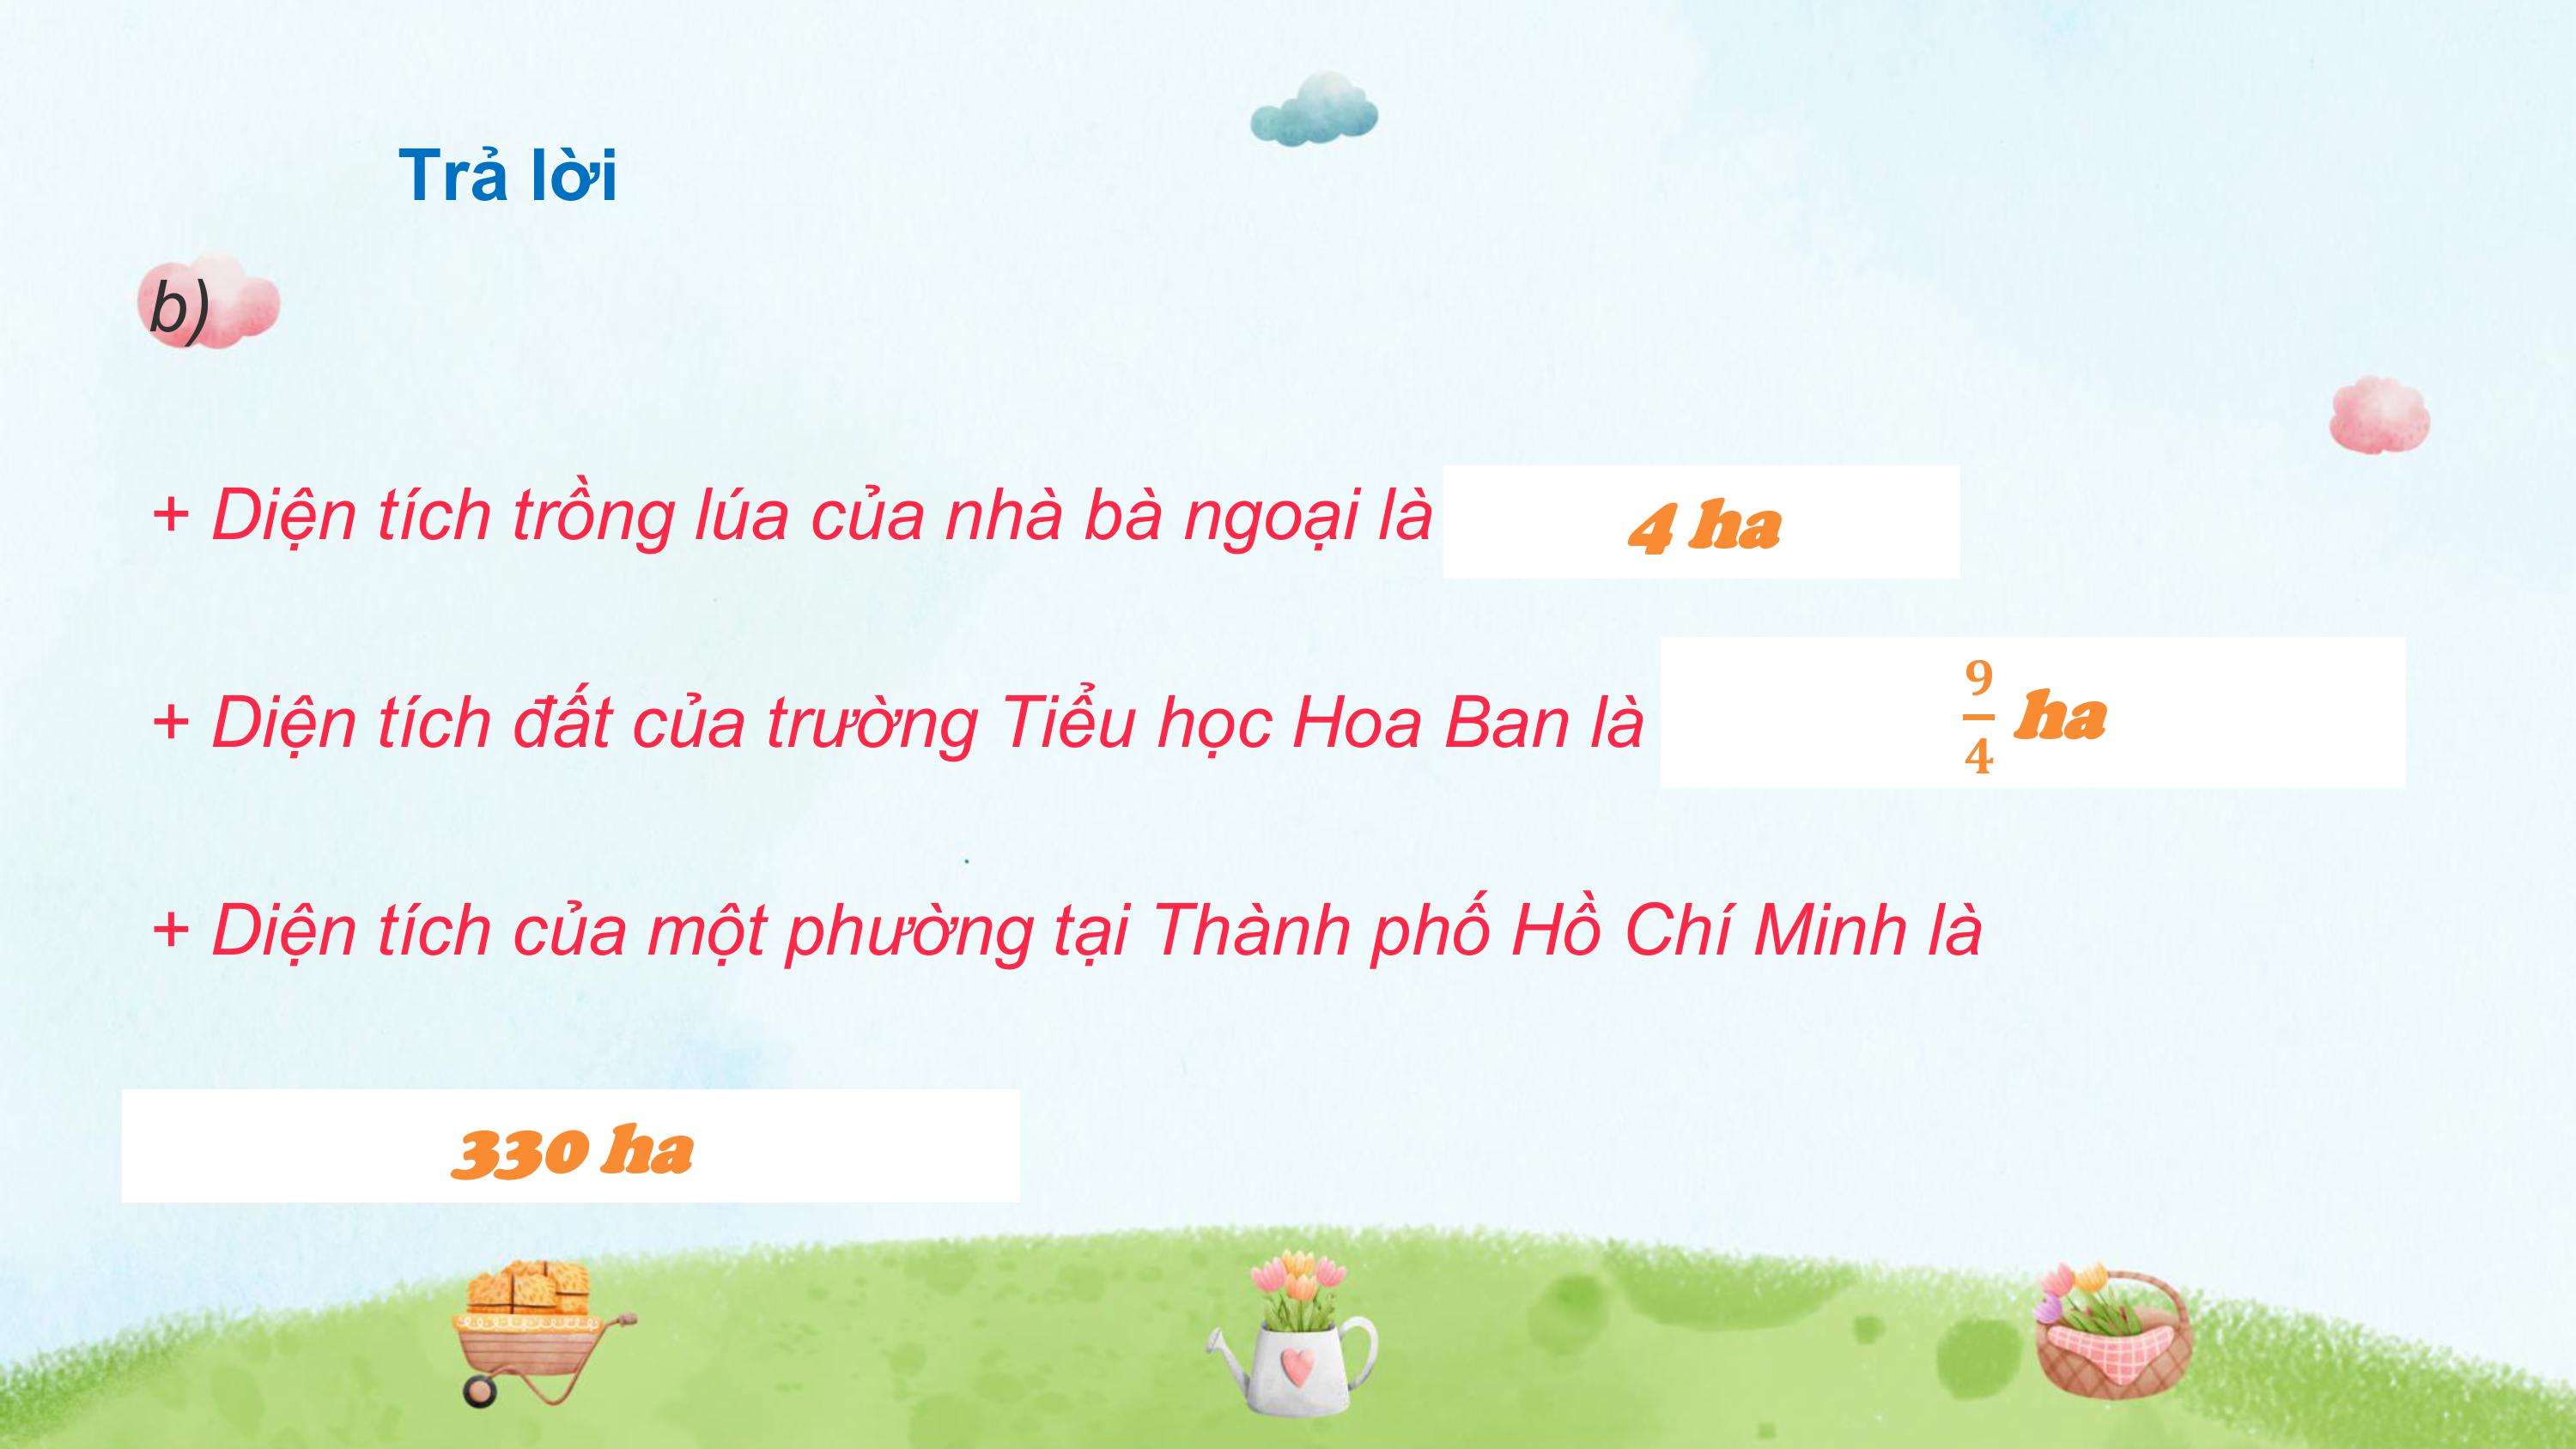 Trả lời
b)
+ Diện tích trồng lúa của nhà bà ngoại là 4 ha
+ Diện tích đất của trường Tiểu học Hoa Ban là 9/4 ha
+ Diện tích của một phường tại Thành phố Hồ Chí Minh là
330 ha